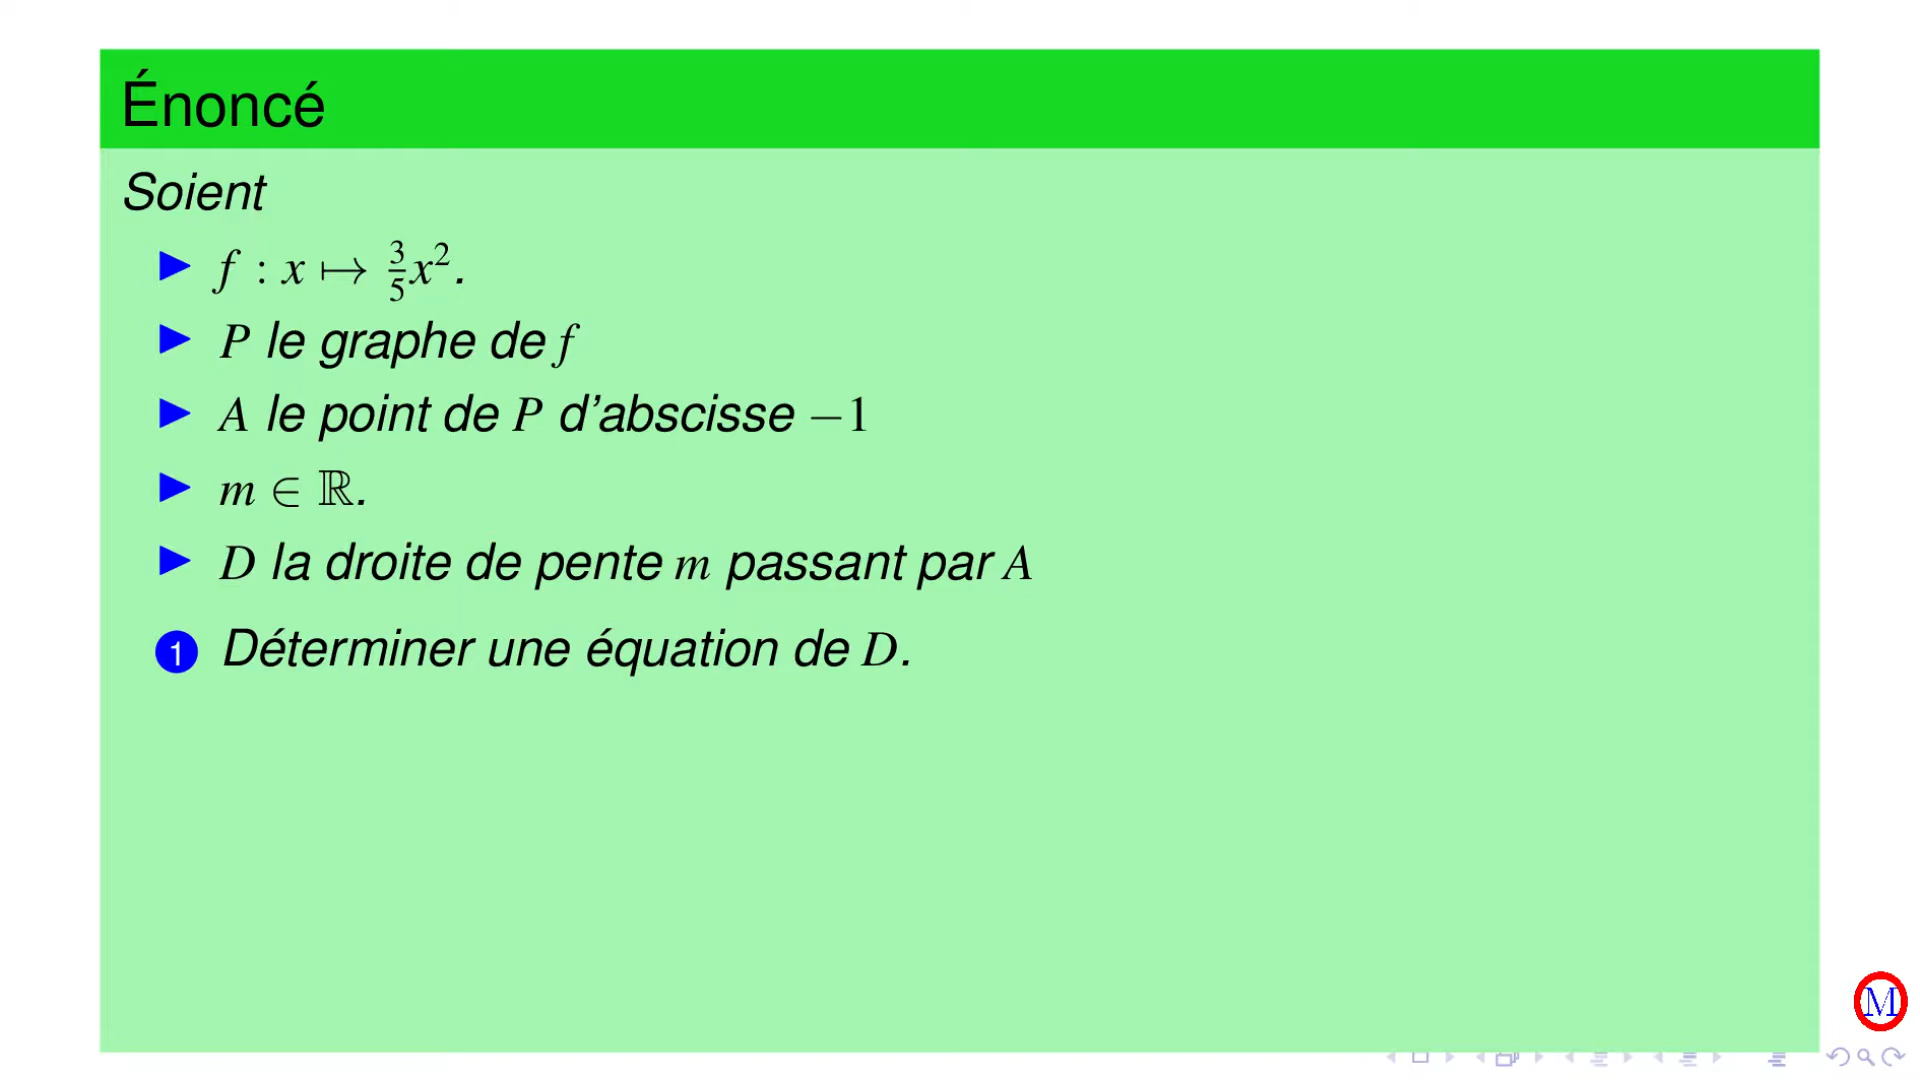 Énoncé
Soient
▶ f : x ↦ 3/5 x².
▶ P le graphe de f
▶ A le point de P d'abscisse −1
▶ m ∈ ℝ.
▶ D la droite de pente m passant par A
1 Déterminer une équation de D.
M